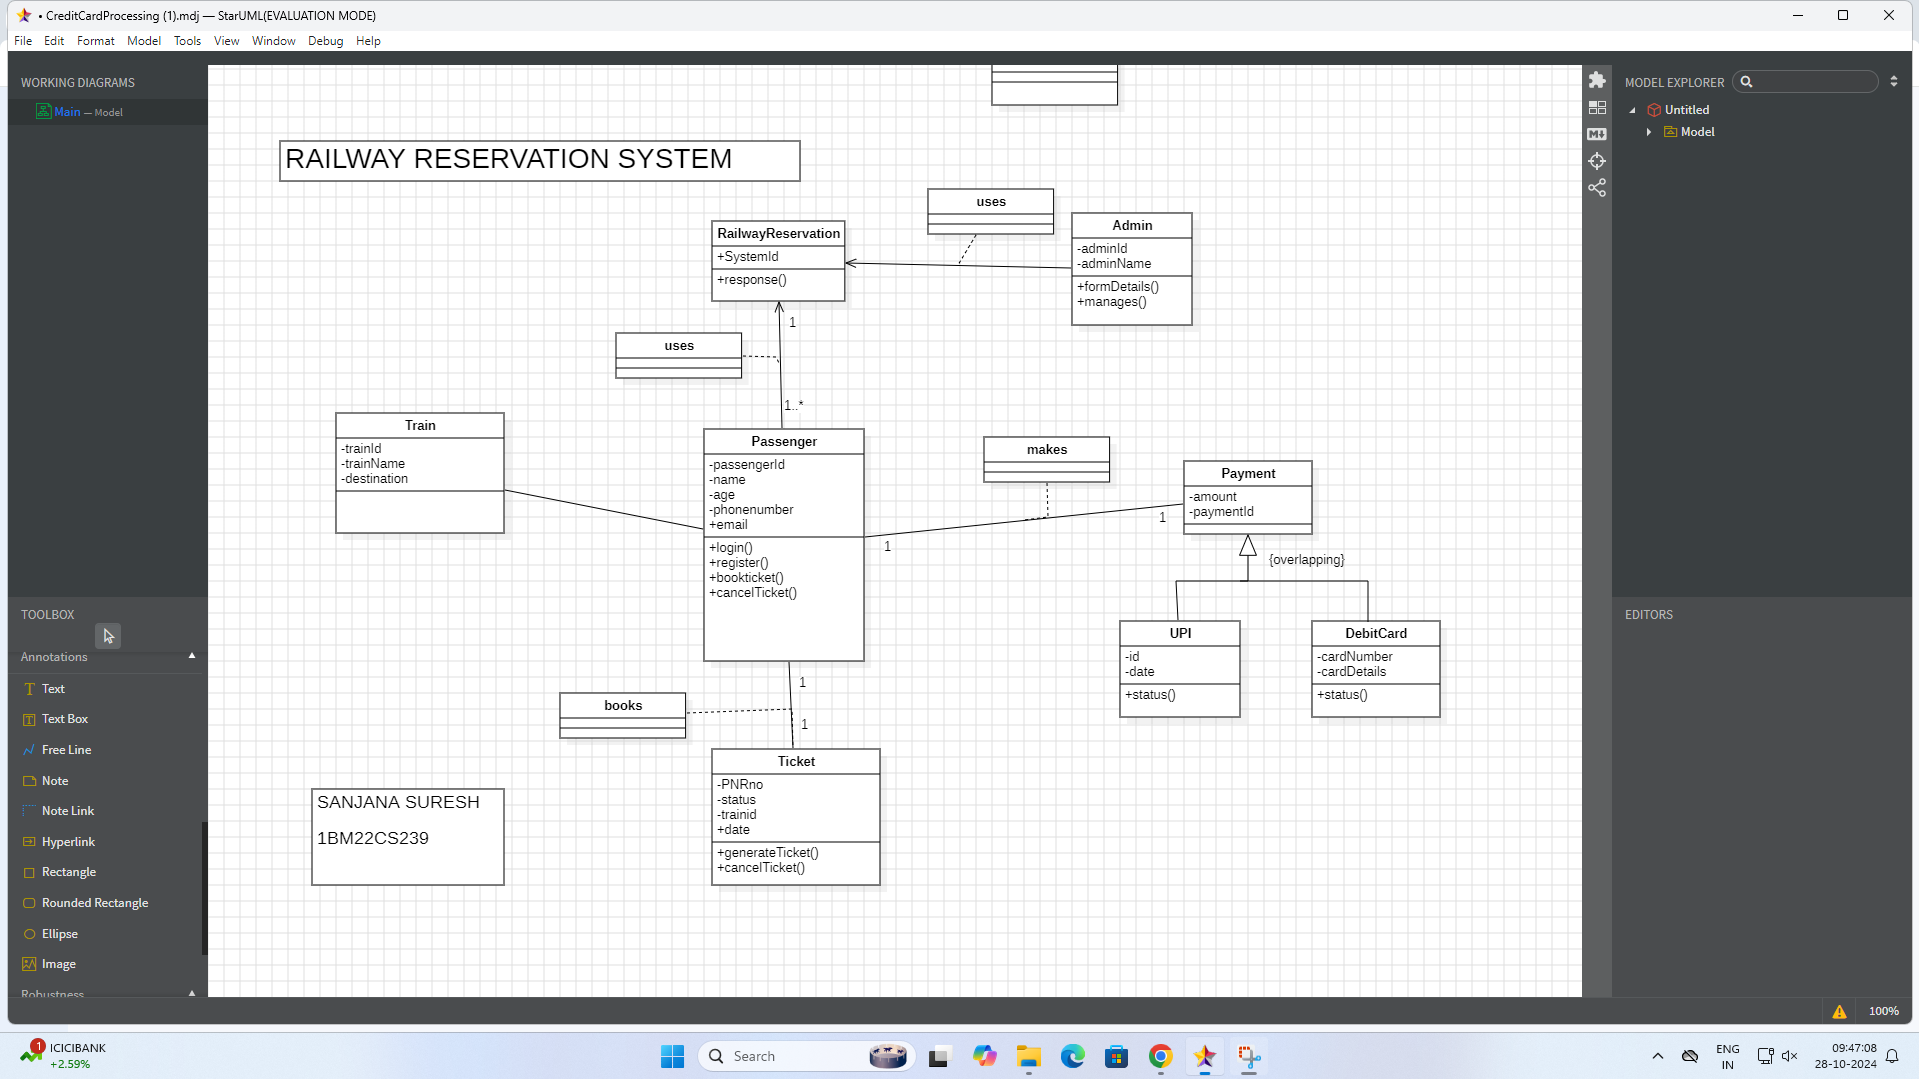 • CreditCardProcessing (1).mdj — StarUML(EVALUATION MODE)
File Edit Format Model Tools View Window Debug Help
WORKING DIAGRAMS
Main — Model
TOOLBOX
Annotations
Text
Text Box
Free Line
Note
Note Link
Hyperlink
Rectangle
Rounded Rectangle
Ellipse
Image
Robustness
RAILWAY RESERVATION SYSTEM
uses
RailwayReservation
+SystemId
+response()
Admin
-adminId
-adminName
+formDetails()
+manages()
1
uses
1..*
Train
-trainId
-trainName
-destination
Passenger
-passengerId
-name
-age
-phonenumber
+email
+login()
+register()
+bookticket()
+cancelTicket()
makes
1
1
Payment
-amount
-paymentId
{overlapping}
UPI
-id
-date
+status()
DebitCard
-cardNumber
-cardDetails
+status()
1
books
1
Ticket
-PNRno
-status
-trainid
+date
+generateTicket()
+cancelTicket()
SANJANA SURESH
1BM22CS239
MODEL EXPLORER
Untitled
Model
EDITORS
100%
1
ICICIBANK
+2.59%
Search
ENG
IN
09:47:08
28-10-2024